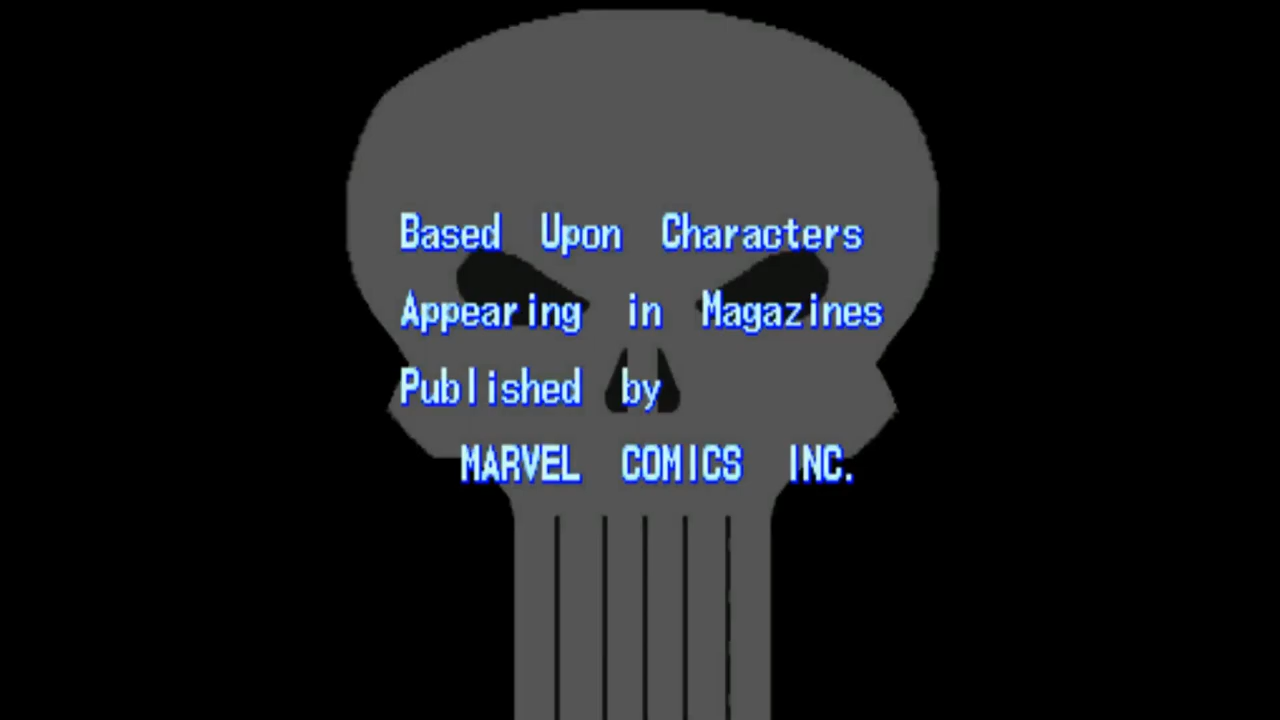 Based Upon Characters
Appearing in Magazines
Published by
MARVEL COMICS INC.